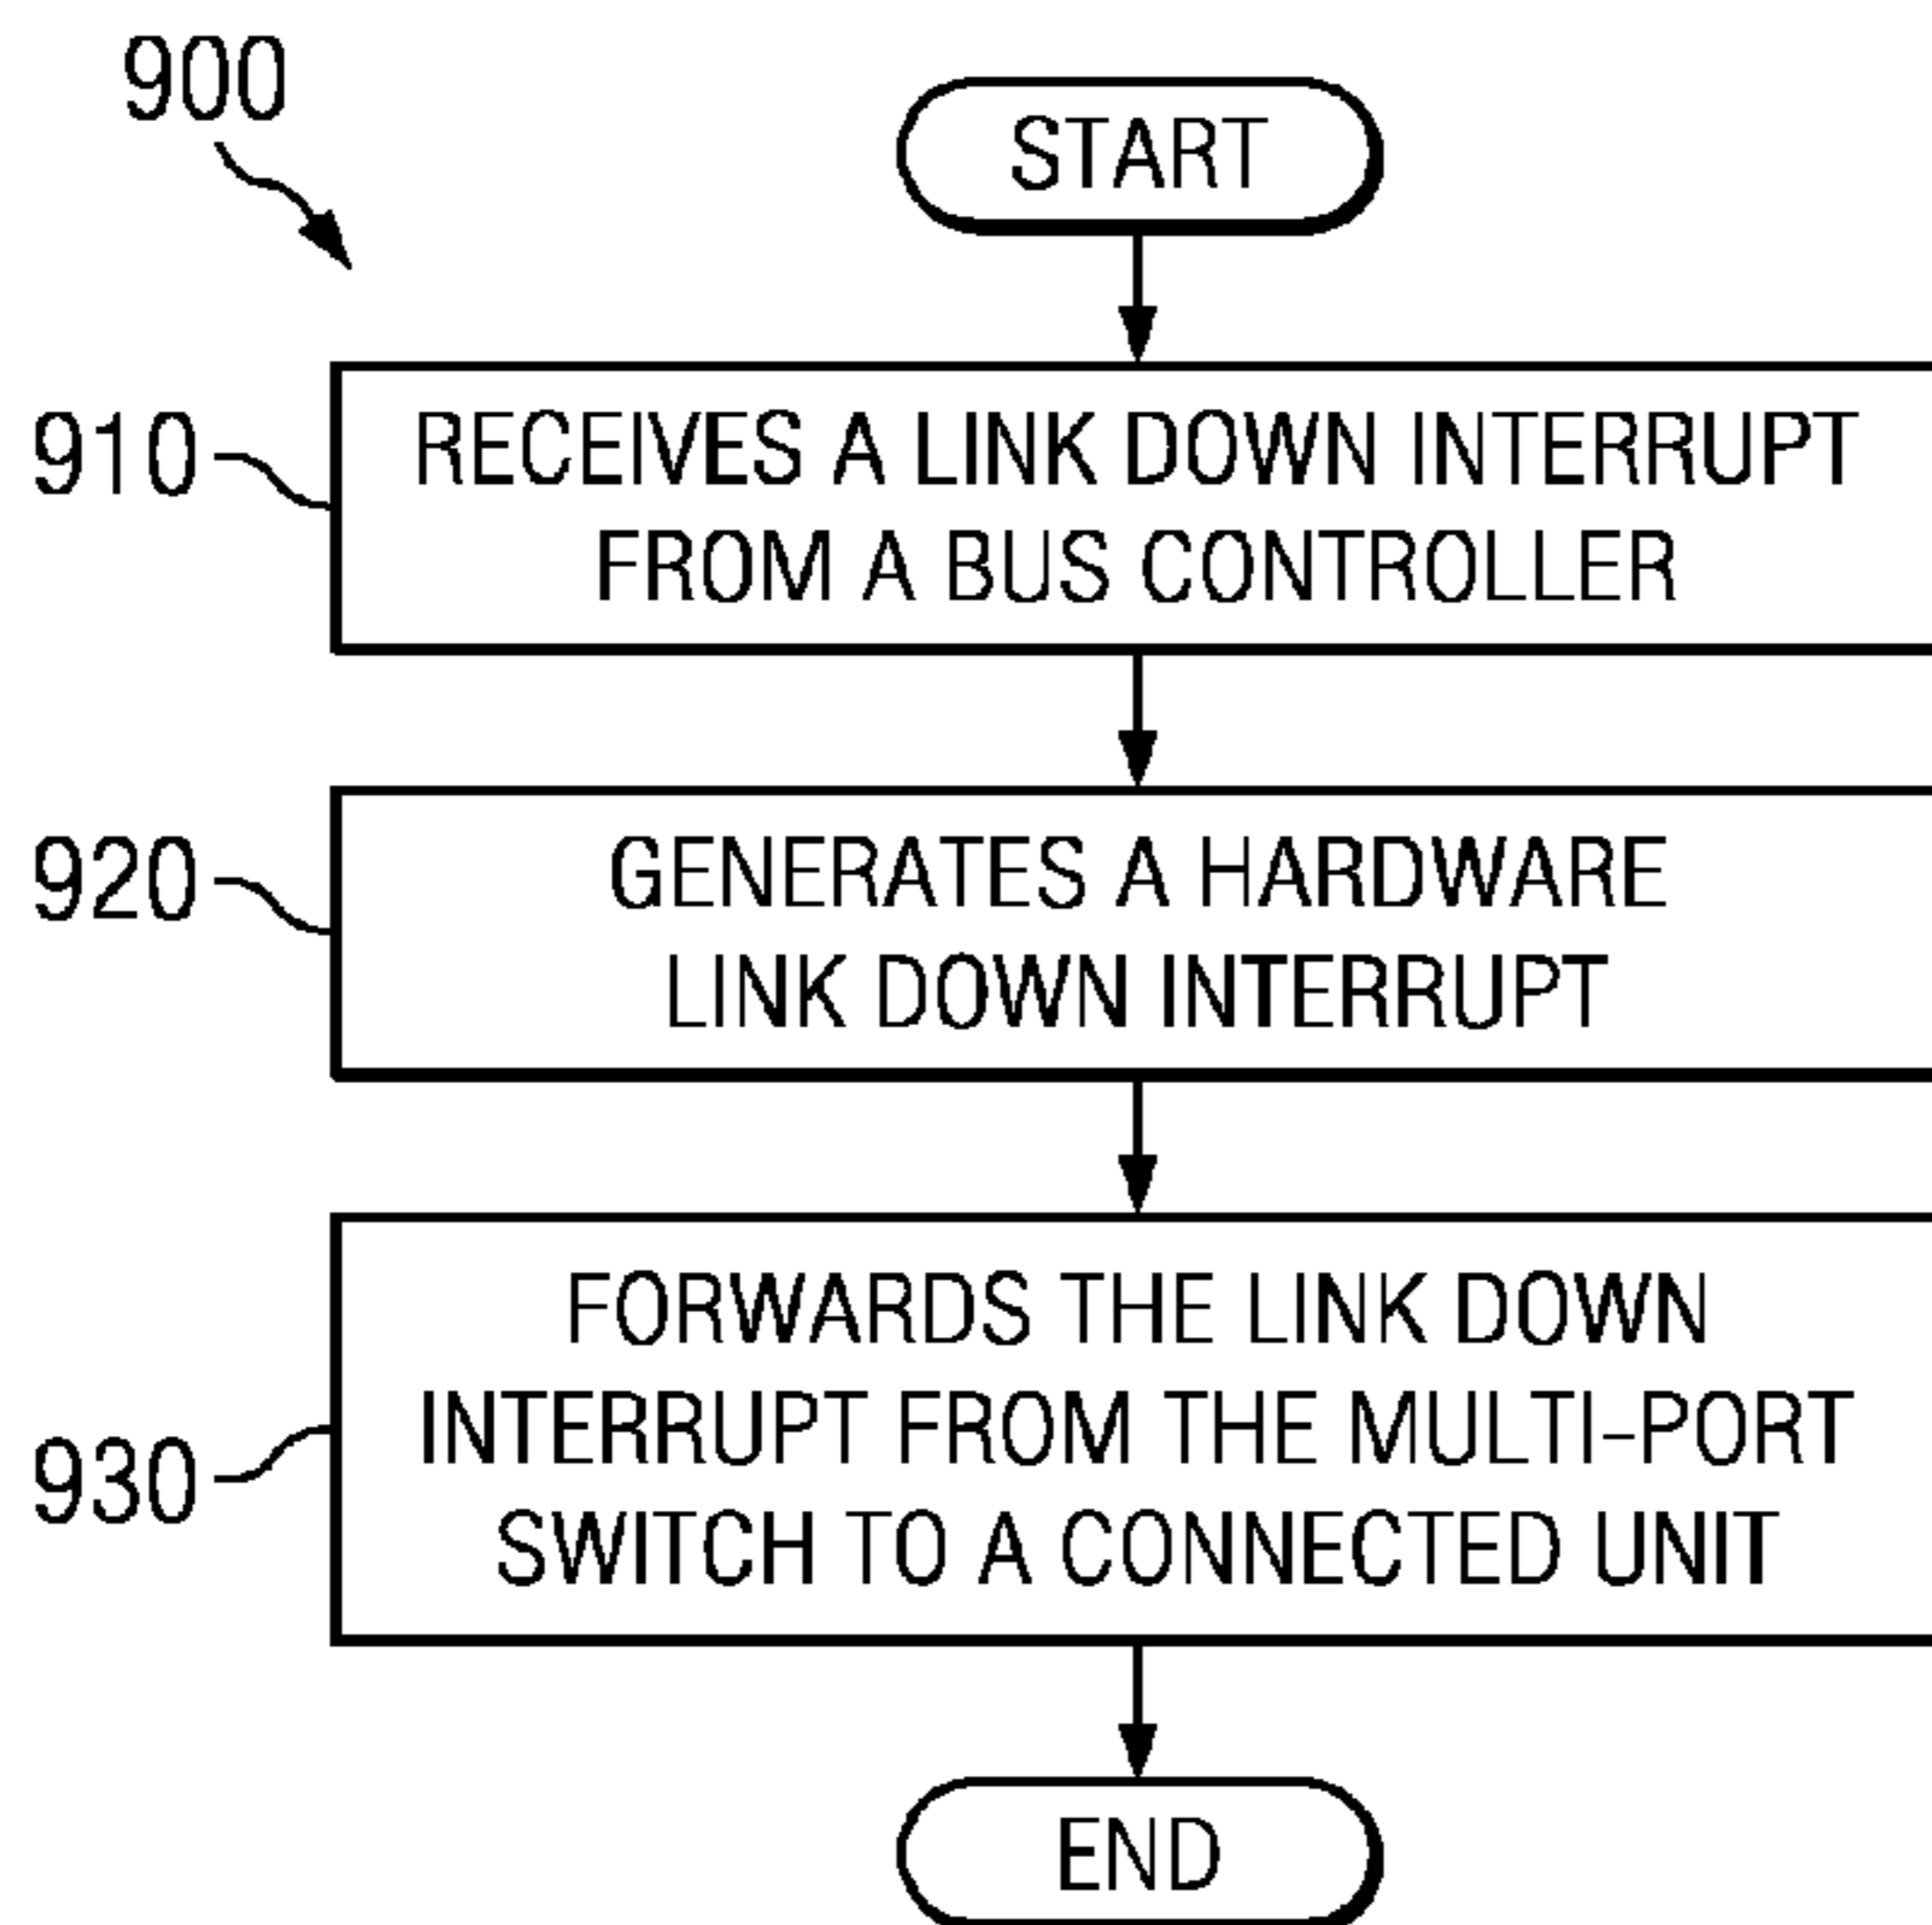 900
START
910
RECEIVES A LINK DOWN INTERRUPT
FROM A BUS CONTROLLER
920
GENERATES A HARDWARE
LINK DOWN INTERRUPT
930
FORWARDS THE LINK DOWN
INTERRUPT FROM THE MULTI-PORT
SWITCH TO A CONNECTED UNIT
END